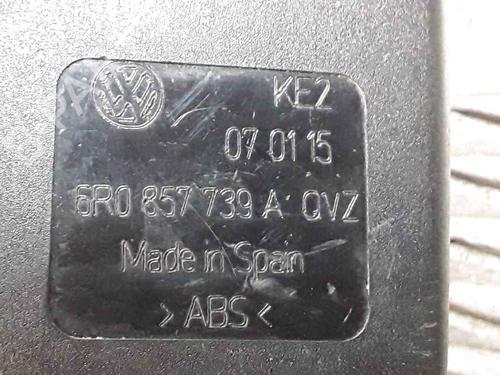 KE2
07 01 15
6R0 857 739 A QVZ
Made in Spain
> ABS <